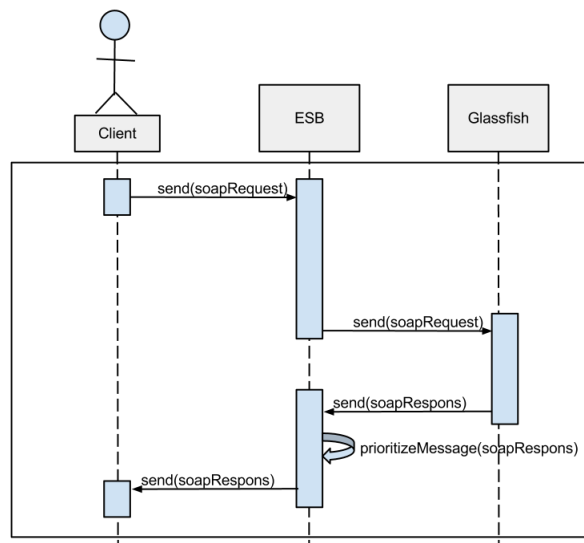 Client
ESB
Glassfish
send(soapRequest)
send(soapRequest)
send(soapRespons)
prioritizeMessage(soapRespons)
send(soapRespons)